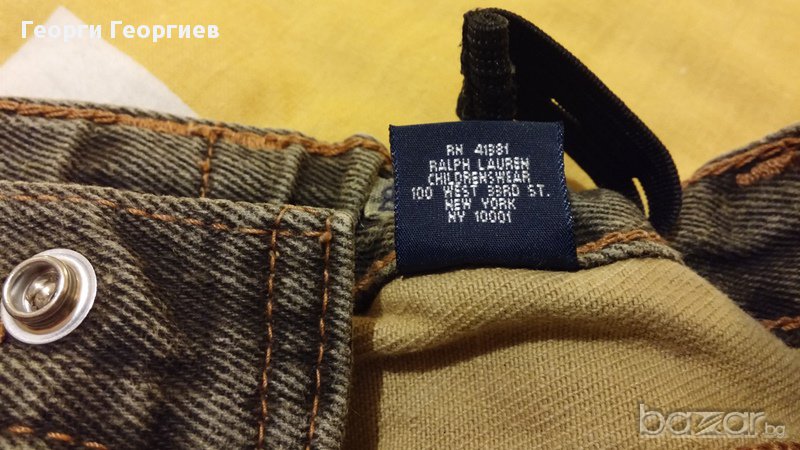 Георги Георгиев
RN 41381
RALPH LAUREN
CHILDRENSWEAR
100 WEST 33RD ST.
NEW YORK
NY 10001
bazar.bg